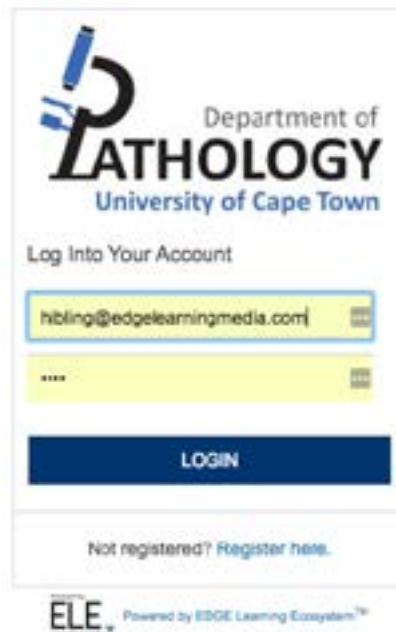 Department of
PATHOLOGY
University of Cape Town
Log Into Your Account
hibling@edgelearningmedia.com
••••
LOGIN
Not registered? Register here.
ELE. Powered by EDGE Learning Ecosystem™